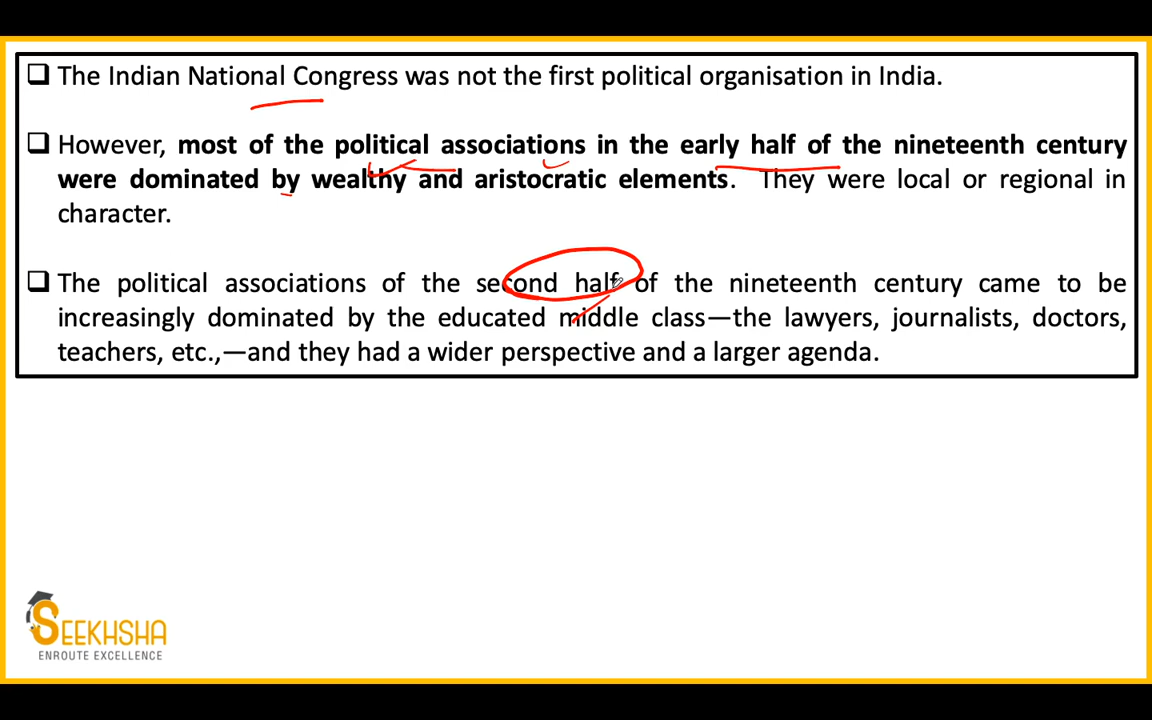 ❑ The Indian National Congress was not the first political organisation in India.
❑ However, most of the political associations in the early half of the nineteenth century
were dominated by wealthy and aristocratic elements. They were local or regional in
character.
❑ The political associations of the second half of the nineteenth century came to be
increasingly dominated by the educated middle class—the lawyers, journalists, doctors,
teachers, etc.,—and they had a wider perspective and a larger agenda.
SEEKHSHA
ENROUTE EXCELLENCE